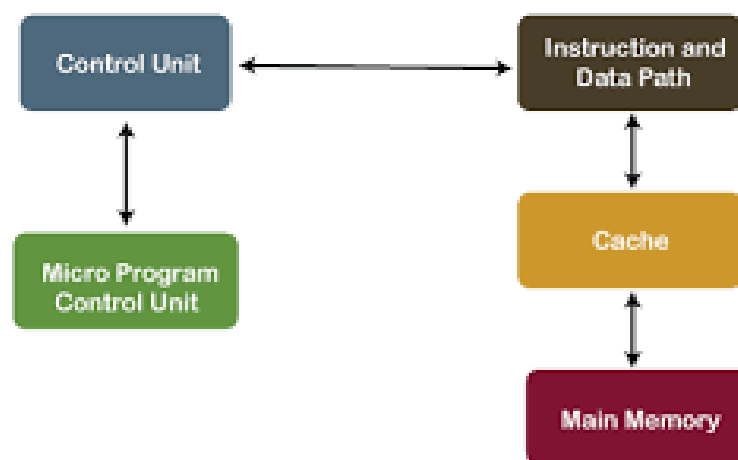 Control Unit
Instruction and
Data Path
Cache
Micro Program
Control Unit
Main Memory